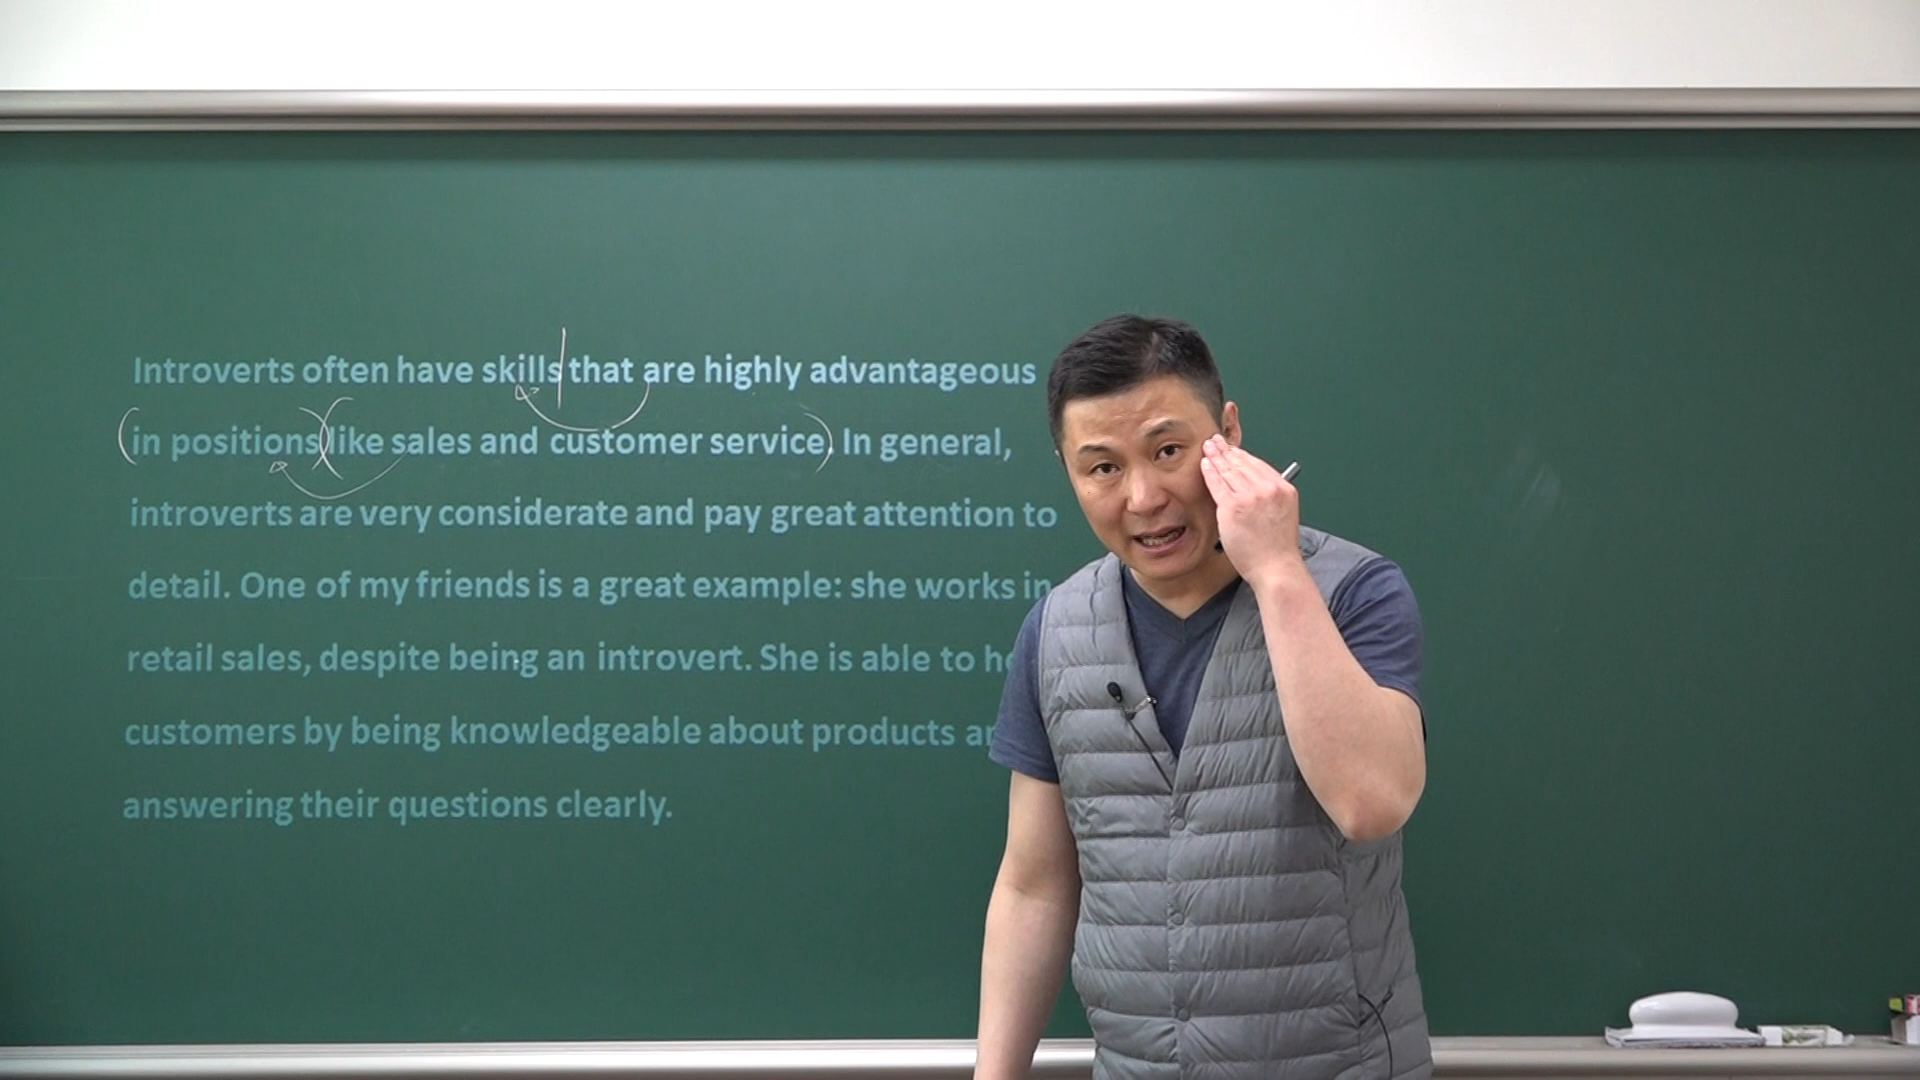 Introverts often have skills that are highly advantageous
in positions like sales and customer service. In general,
introverts are very considerate and pay great attention to
detail. One of my friends is a great example: she works in
retail sales, despite being an introvert. She is able to
customers by being knowledgeable about products
answering their questions clearly.